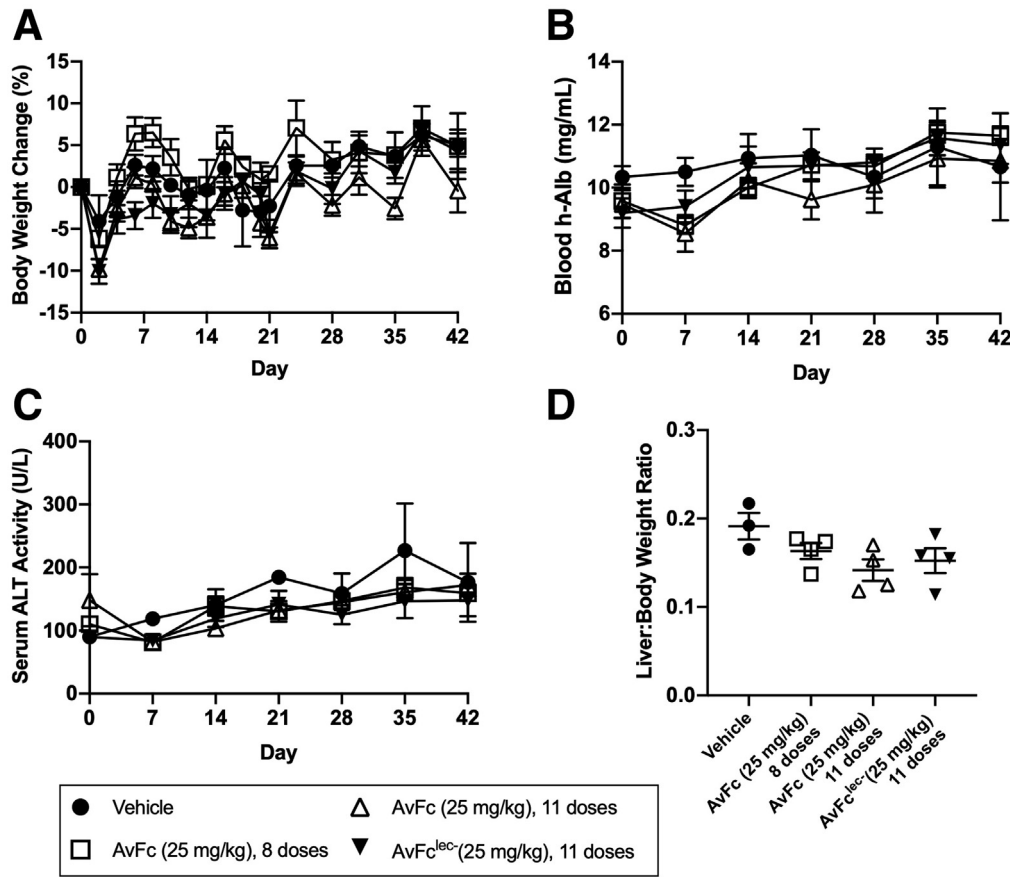 A
Body Weight Change (%)
15
10
5
0
-5
-10
-15
0 7 14 21 28 35 42
Day
B
Blood h-Alb (mg/mL)
14
12
10
8
6
0 7 14 21 28 35 42
Day
C
Serum ALT Activity (U/L)
400
300
200
100
0
0 7 14 21 28 35 42
Day
D
Liver:Body Weight Ratio
0.3
0.2
0.1
0.0
Vehicle
AvFc (25 mg/kg)
8 doses
AvFc (25 mg/kg)
11 doses
AvFclec-(25 mg/kg)
11 doses
Vehicle
AvFc (25 mg/kg), 11 doses
AvFc (25 mg/kg), 8 doses
AvFclec-(25 mg/kg), 11 doses